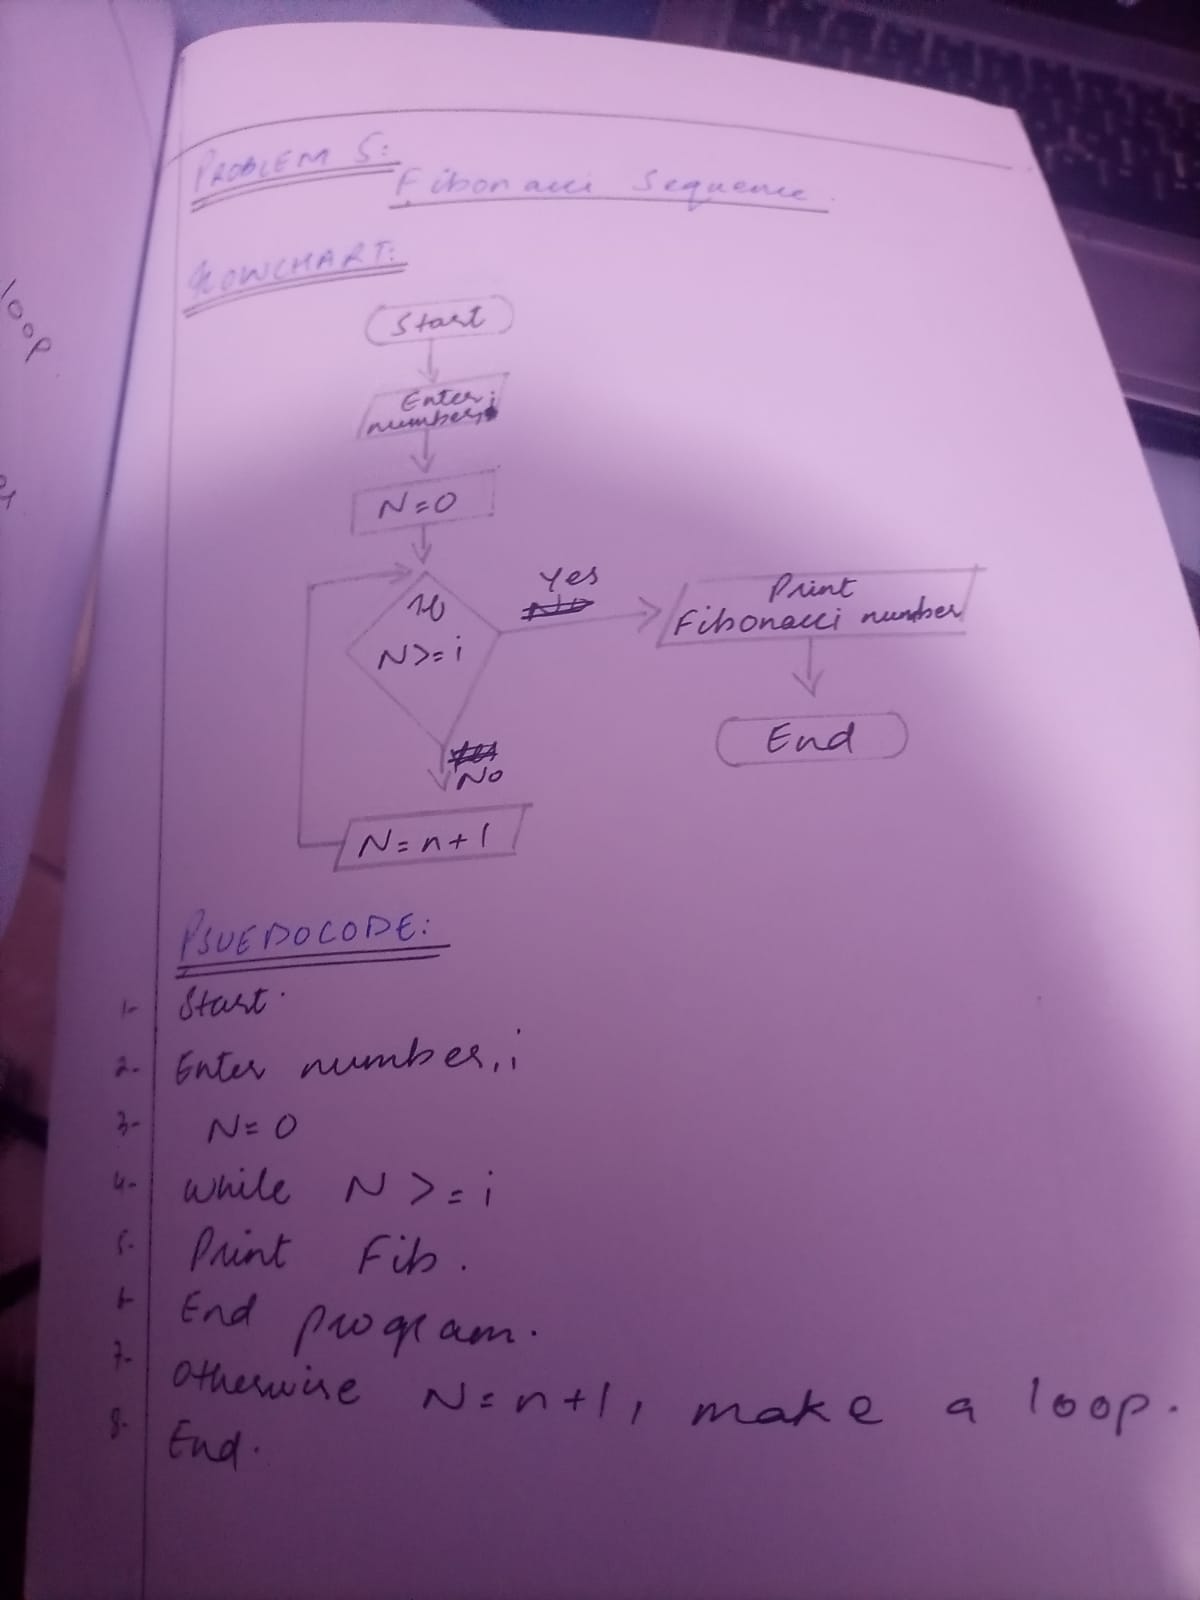 loop
PROBLEM 5:
Fibonacci Sequence.
FLOWCHART:
Start
Enter
number, i
N=0
If
N>=i
Yes
Print
Fibonacci number
End
No
N=n+1
PSUEDOCODE:
1- Start.
2- Enter number, i
3- N=0
4- while N>=i
5- Print Fib.
6- End program.
7- Otherwise N=n+1, make a loop.
8- End.